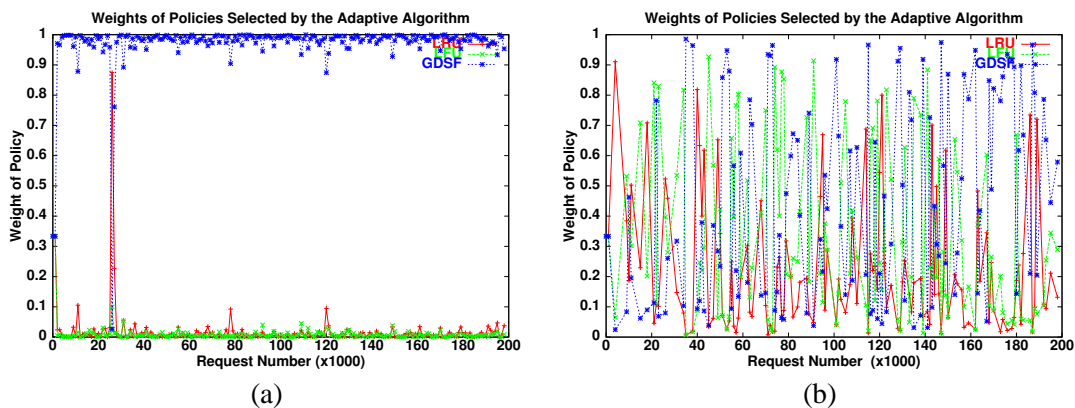 Weights of Policies Selected by the Adaptive Algorithm
1
0.9
0.8
0.7
0.6
0.5
0.4
0.3
0.2
0.1
0
Weight of Policy
LRU
LFU
GDSF
0 20 40 60 80 100 120 140 160 180 200
Request Number (x1000)
(a)
Weights of Policies Selected by the Adaptive Algorithm
1
0.9
0.8
0.7
0.6
0.5
0.4
0.3
0.2
0.1
0
Weight of Policy
LRU
LFU
GDSF
0 20 40 60 80 100 120 140 160 180 200
Request Number (x1000)
(b)